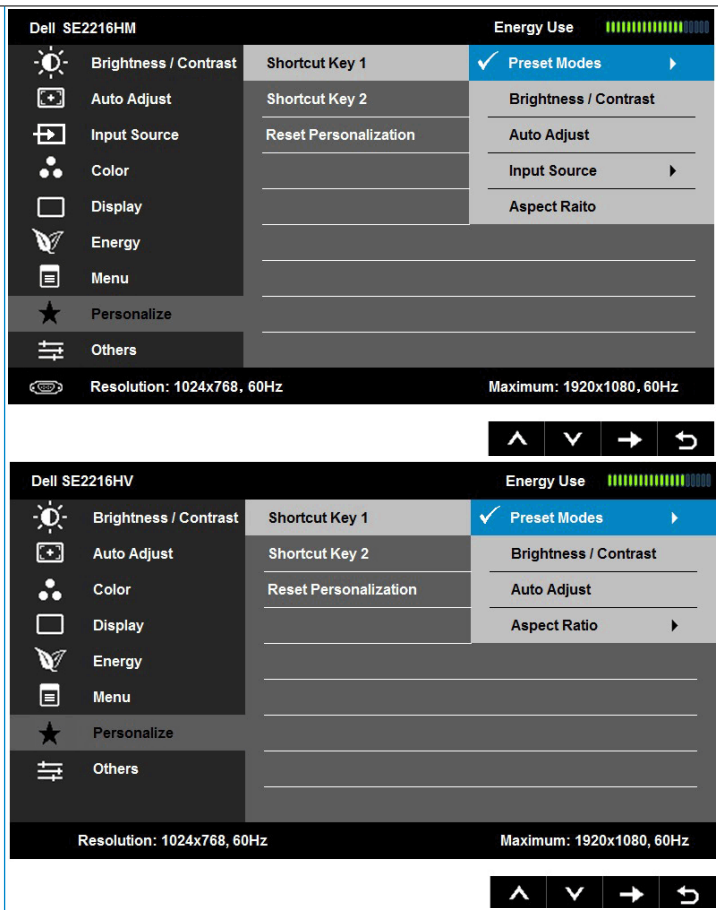 Dell SE2216HM Energy Use
Brightness / Contrast Shortcut Key 1 Preset Modes
Auto Adjust Shortcut Key 2 Brightness / Contrast
Input Source Reset Personalization Auto Adjust
Color Input Source
Display Aspect Raito
Energy
Menu
Personalize
Others
Resolution: 1024x768, 60Hz Maximum: 1920x1080, 60Hz
Dell SE2216HV Energy Use
Brightness / Contrast Shortcut Key 1 Preset Modes
Auto Adjust Shortcut Key 2 Brightness / Contrast
Color Reset Personalization Auto Adjust
Display Aspect Ratio
Energy
Menu
Personalize
Others
Resolution: 1024x768, 60Hz Maximum: 1920x1080, 60Hz